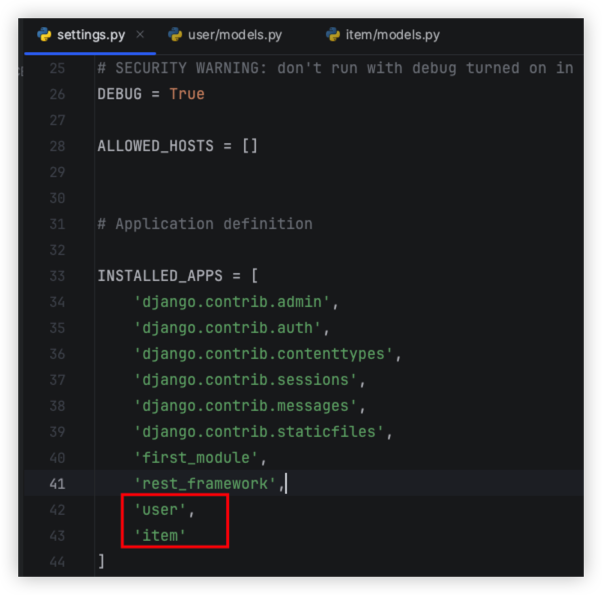 settings.py
user/models.py
item/models.py
25 # SECURITY WARNING: don't run with debug turned on in
26 DEBUG = True
27
28 ALLOWED_HOSTS = []
29
30
31 # Application definition
32
33 INSTALLED_APPS = [
34     'django.contrib.admin',
35     'django.contrib.auth',
36     'django.contrib.contenttypes',
37     'django.contrib.sessions',
38     'django.contrib.messages',
39     'django.contrib.staticfiles',
40     'first_module',
41     'rest_framework',
42     'user',
43     'item'
44 ]